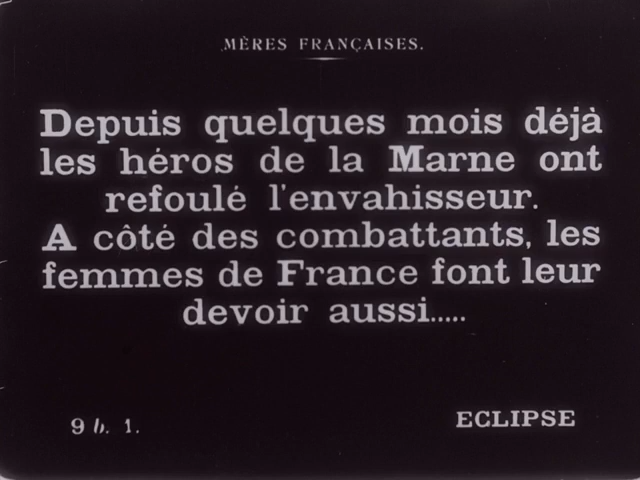 MÈRES FRANÇAISES.
Depuis quelques mois déjà
les héros de la Marne ont
refoulé l'envahisseur.
A côté des combattants, les
femmes de France font leur
devoir aussi.....
9 b. 1.
ECLIPSE